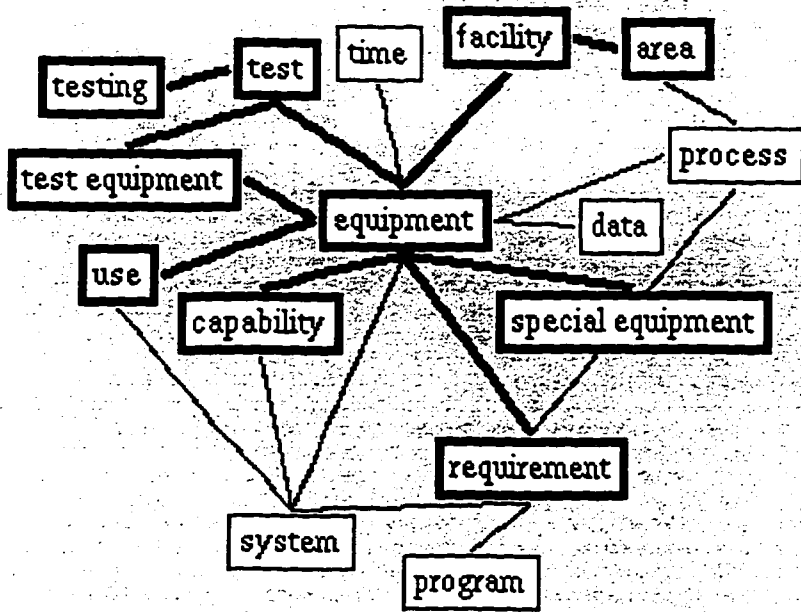 facility
time
area
test
testing
process
test equipment
equipment
data
use
capability
special equipment
requirement
system
program